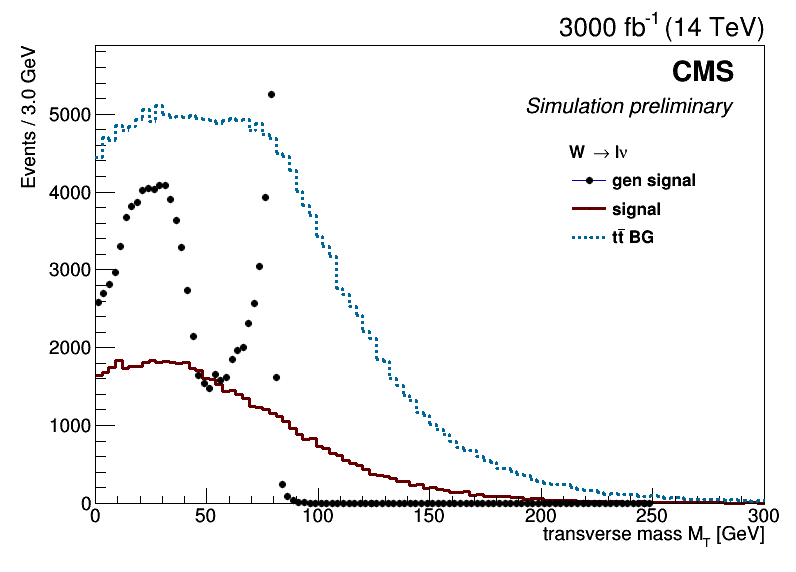 3000 fb-1 (14 TeV)
CMS
Simulation preliminary
W → lν
gen signal
signal
tt̄ BG
Events / 3.0 GeV
5000
4000
3000
2000
1000
0
0 50 100 150 200 250 300
transverse mass MT [GeV]